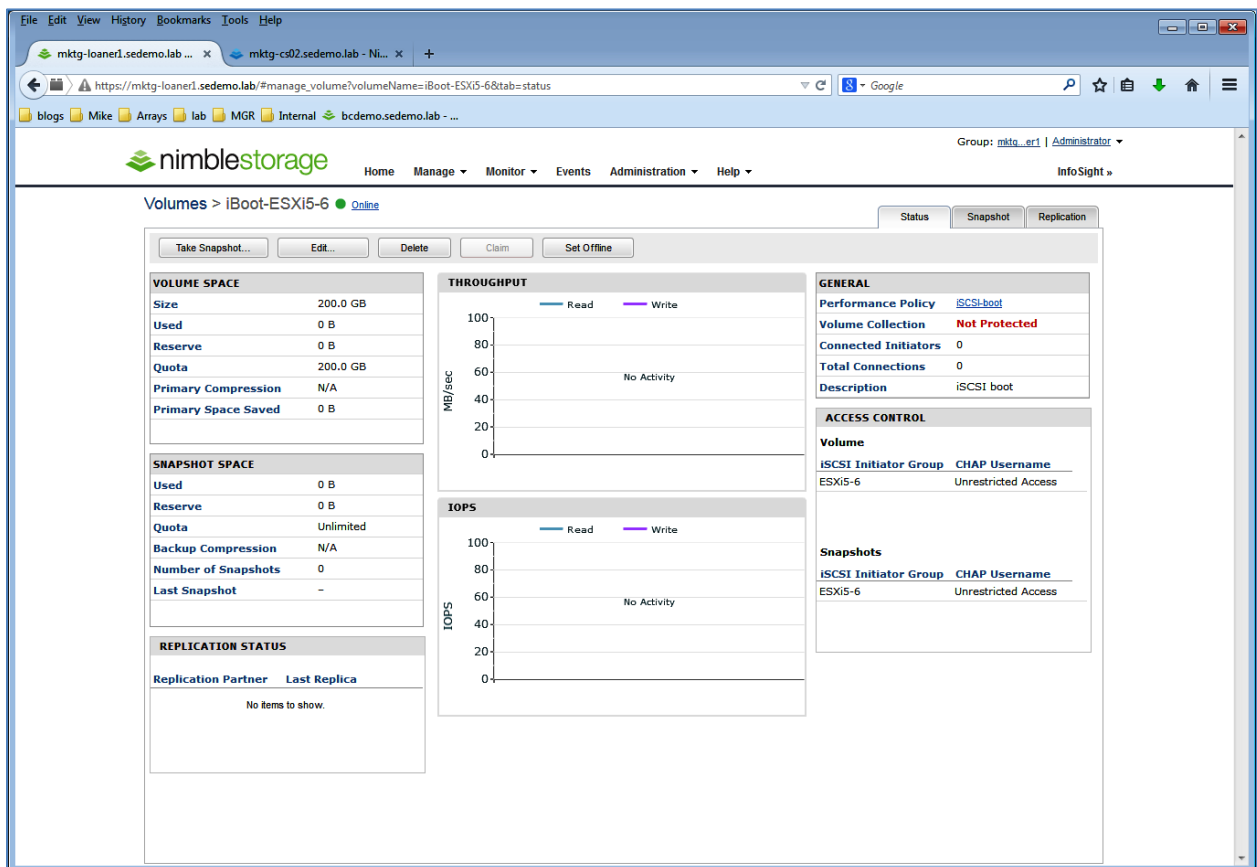 File Edit View History Bookmarks Tools Help
mktg-loaner1.sedemo.lab ... × mktg-cs02.sedemo.lab - Ni... × +
https://mktg-loaner1.sedemo.lab/#manage_volume?volumeName=iBoot-ESXi5-6&tab=status
8 - Google
blogs Mike Arrays lab MGR Internal bcdemo.sedemo.lab - ...
Group: mktg...er1 | Administrator
nimblestorage
Home Manage Monitor Events Administration Help InfoSight »
Volumes > iBoot-ESXi5-6 Online
Status Snapshot Replication
Take Snapshot... Edit... Delete Claim Set Offline
VOLUME SPACE
Size 200.0 GB
Used 0 B
Reserve 0 B
Quota 200.0 GB
Primary Compression N/A
Primary Space Saved 0 B
SNAPSHOT SPACE
Used 0 B
Reserve 0 B
Quota Unlimited
Backup Compression N/A
Number of Snapshots 0
Last Snapshot –
REPLICATION STATUS
Replication Partner Last Replica
No items to show.
THROUGHPUT
Read Write
100
80
60
40
20
0
MB/sec
No Activity
IOPS
Read Write
100
80
60
40
20
0
IOPS
No Activity
GENERAL
Performance Policy iSCSI-boot
Volume Collection Not Protected
Connected Initiators 0
Total Connections 0
Description iSCSI boot
ACCESS CONTROL
Volume
iSCSI Initiator Group CHAP Username
ESXi5-6 Unrestricted Access
Snapshots
iSCSI Initiator Group CHAP Username
ESXi5-6 Unrestricted Access